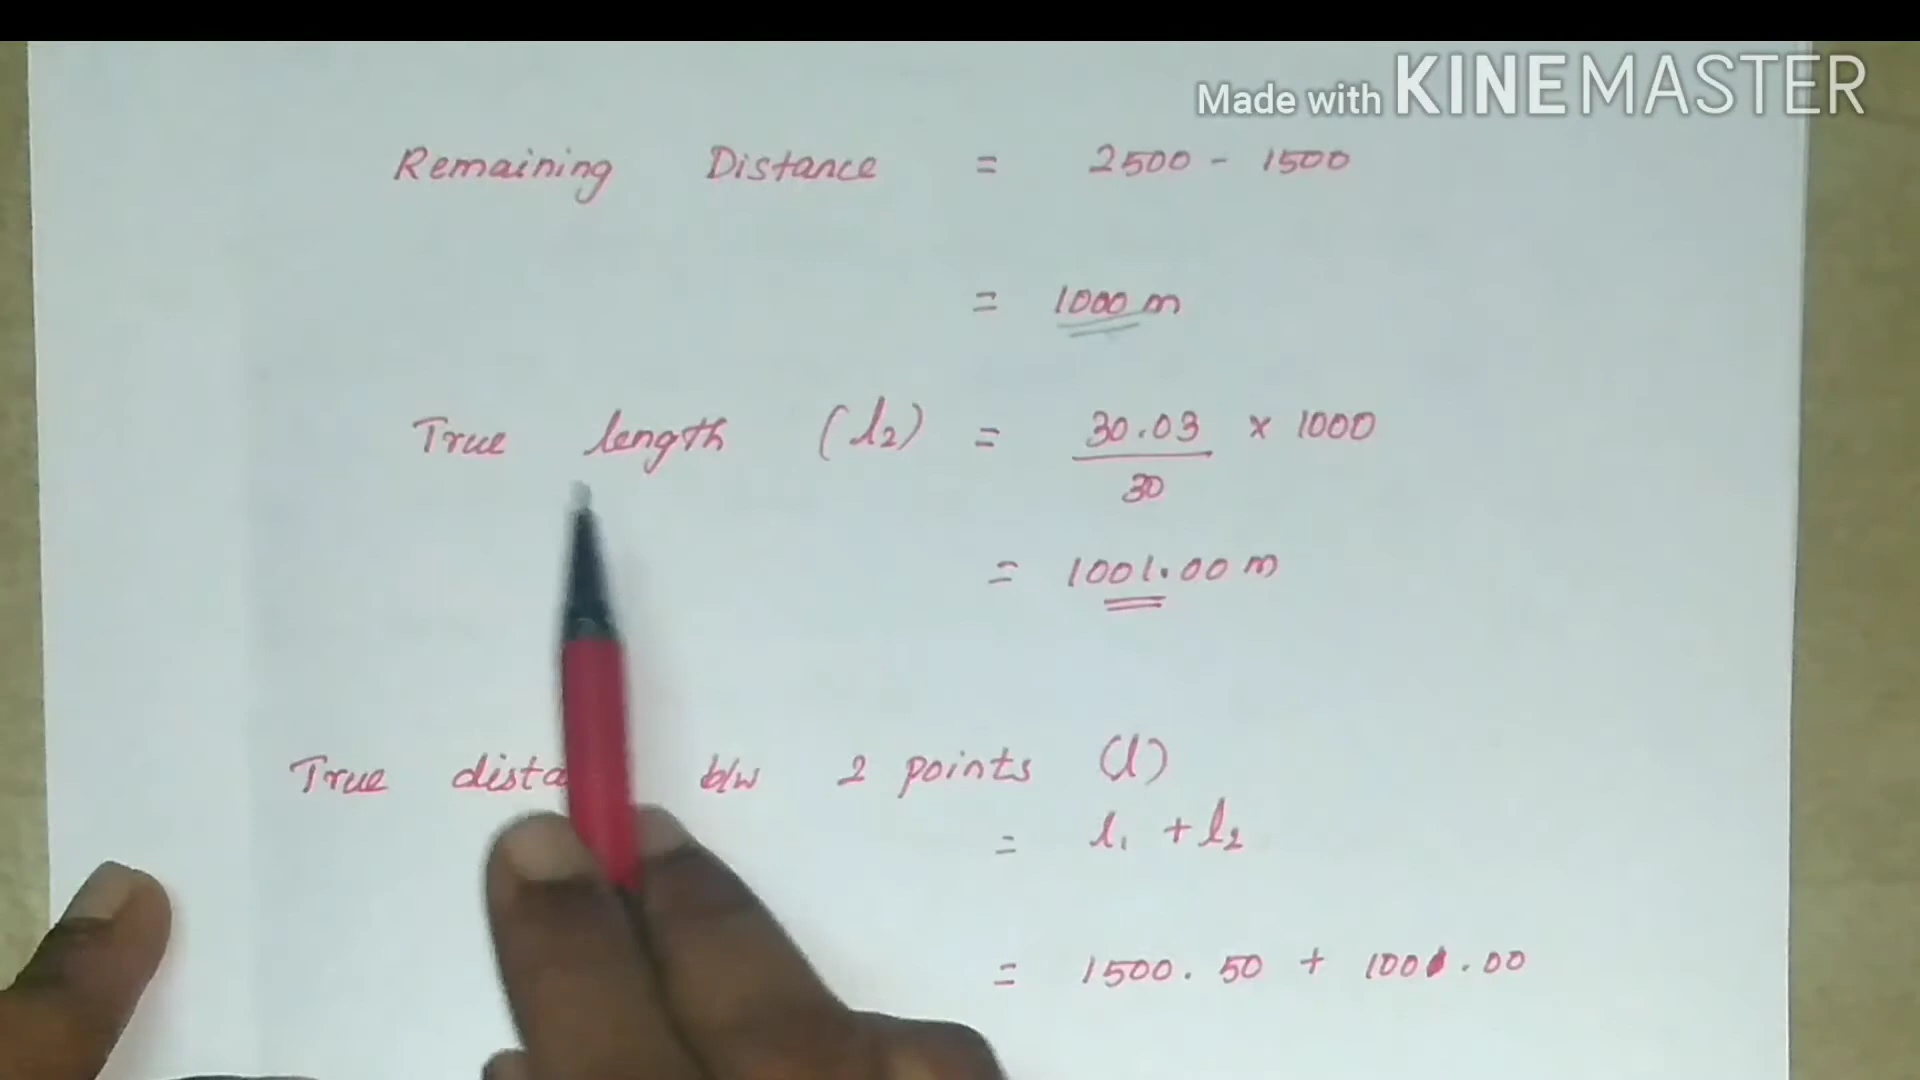 Made with KINEMASTER
Remaining Distance = 2500 - 1500
= 1000 m
True length (l2) = 30.03 / 30 × 1000
= 1001.00 m
True b/w 2 points (l)
= l1 + l2
= 1500.50 + 1001.00